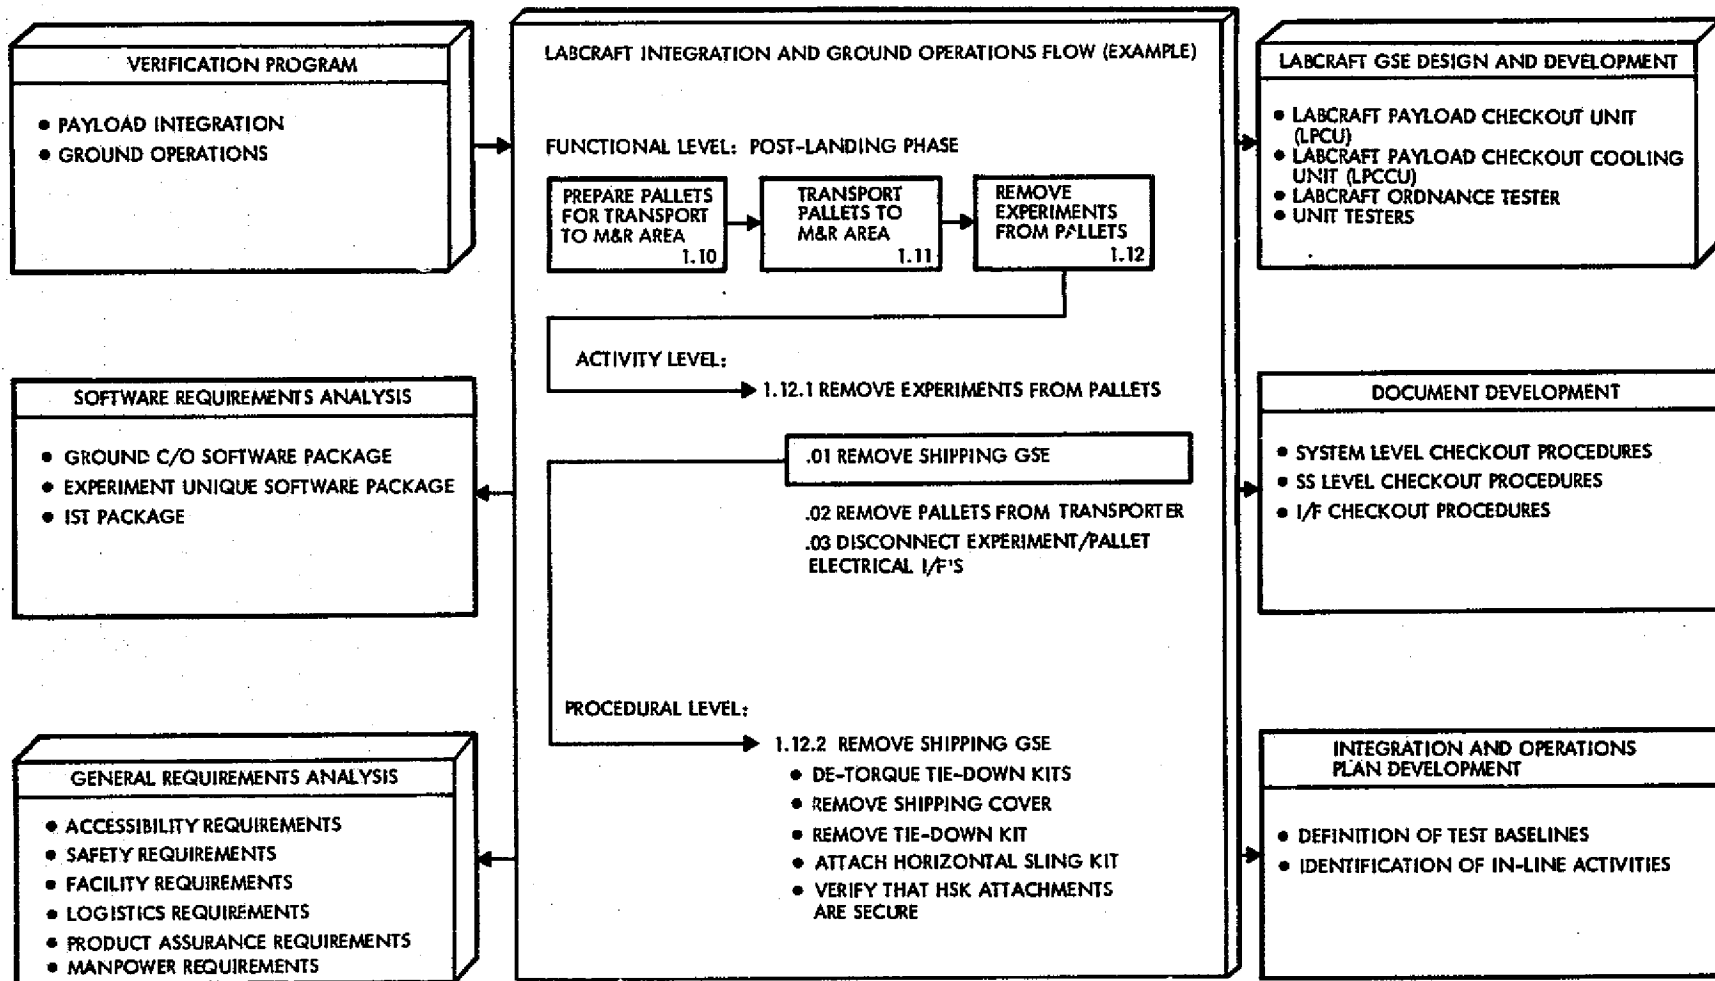 VERIFICATION PROGRAM
● PAYLOAD INTEGRATION
● GROUND OPERATIONS
SOFTWARE REQUIREMENTS ANALYSIS
● GROUND C/O SOFTWARE PACKAGE
● EXPERIMENT UNIQUE SOFTWARE PACKAGE
● IST PACKAGE
GENERAL REQUIREMENTS ANALYSIS
● ACCESSIBILITY REQUIREMENTS
● SAFETY REQUIREMENTS
● FACILITY REQUIREMENTS
● LOGISTICS REQUIREMENTS
● PRODUCT ASSURANCE REQUIREMENTS
● MANPOWER REQUIREMENTS
LABCRAFT INTEGRATION AND GROUND OPERATIONS FLOW (EXAMPLE)
FUNCTIONAL LEVEL: POST-LANDING PHASE
PREPARE PALLETS
FOR TRANSPORT
TO M&R AREA
1.10
TRANSPORT
PALLETS TO
M&R AREA
1.11
REMOVE
EXPERIMENTS
FROM PALLETS
1.12
ACTIVITY LEVEL:
1.12.1 REMOVE EXPERIMENTS FROM PALLETS
.01 REMOVE SHIPPING GSE
.02 REMOVE PALLETS FROM TRANSPORTER
.03 DISCONNECT EXPERIMENT/PALLET
ELECTRICAL I/F'S
PROCEDURAL LEVEL:
1.12.2 REMOVE SHIPPING GSE
● DE-TORQUE TIE-DOWN KITS
● REMOVE SHIPPING COVER
● REMOVE TIE-DOWN KIT
● ATTACH HORIZONTAL SLING KIT
● VERIFY THAT HSK ATTACHMENTS
ARE SECURE
LABCRAFT GSE DESIGN AND DEVELOPMENT
● LABCRAFT PAYLOAD CHECKOUT UNIT
(LPCU)
● LABCRAFT PAYLOAD CHECKOUT COOLING
UNIT (LPCCU)
● LABCRAFT ORDNANCE TESTER
● UNIT TESTERS
DOCUMENT DEVELOPMENT
● SYSTEM LEVEL CHECKOUT PROCEDURES
● SS LEVEL CHECKOUT PROCEDURES
● I/F CHECKOUT PROCEDURES
INTEGRATION AND OPERATIONS
PLAN DEVELOPMENT
● DEFINITION OF TEST BASELINES
● IDENTIFICATION OF IN-LINE ACTIVITIES